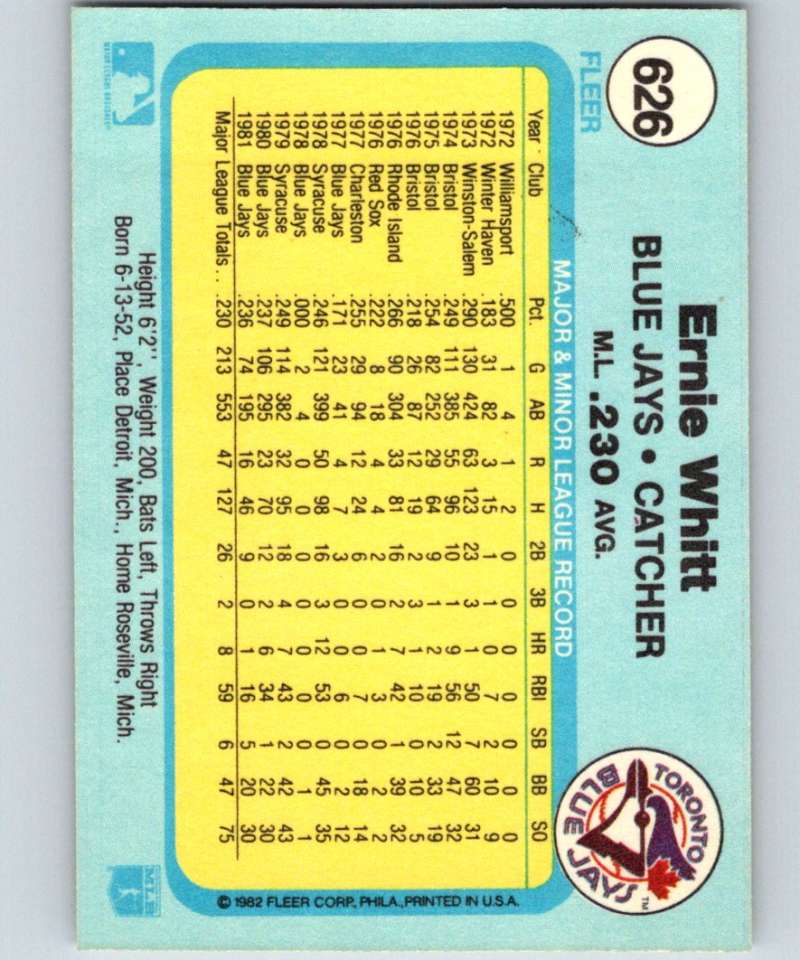 626
FLEER
Ernie Whitt
BLUE JAYS • CATCHER
M.L. .230 AVG.
TORONTO
BLUE JAYS
TM
MAJOR & MINOR LEAGUE RECORD
Year Club Pct. G AB R H 2B 3B HR RBI SB BB SO
1972 Williamsport .500 1 4 1 2 0 0 0 0 0 0 0
1972 Winter Haven .183 31 82 3 15 1 1 0 7 2 10 9
1973 Winston-Salem .290 130 424 63 123 23 3 1 50 7 60 31
1974 Bristol .249 111 385 55 96 10 1 9 56 12 47 32
1975 Bristol .254 82 252 29 64 9 1 2 19 2 33 19
1976 Bristol .218 26 87 12 19 2 3 1 10 0 10 5
1976 Rhode Island .266 90 304 33 81 16 2 7 42 1 39 32
1976 Red Sox .222 8 18 4 4 2 0 1 3 0 2 2
1977 Charleston .255 29 94 12 24 6 0 0 7 0 18 14
1977 Blue Jays .171 23 41 4 7 3 0 0 6 0 2 12
1978 Syracuse .246 121 399 50 98 16 3 12 53 0 45 35
1978 Blue Jays .000 2 4 0 0 0 0 0 0 0 1 1
1979 Syracuse .249 114 382 32 95 18 4 7 43 2 42 43
1980 Blue Jays .237 106 295 23 70 12 2 6 34 1 22 30
1981 Blue Jays .236 74 195 16 46 9 0 1 16 5 20 30
Major League Totals . . .230 213 553 47 127 26 2 8 59 6 47 75
© 1982 FLEER CORP., PHILA., PRINTED IN U.S.A.
Height 6'2", Weight 200, Bats Left, Throws Right
Born 6-13-52, Place Detroit, Mich., Home Roseville, Mich.